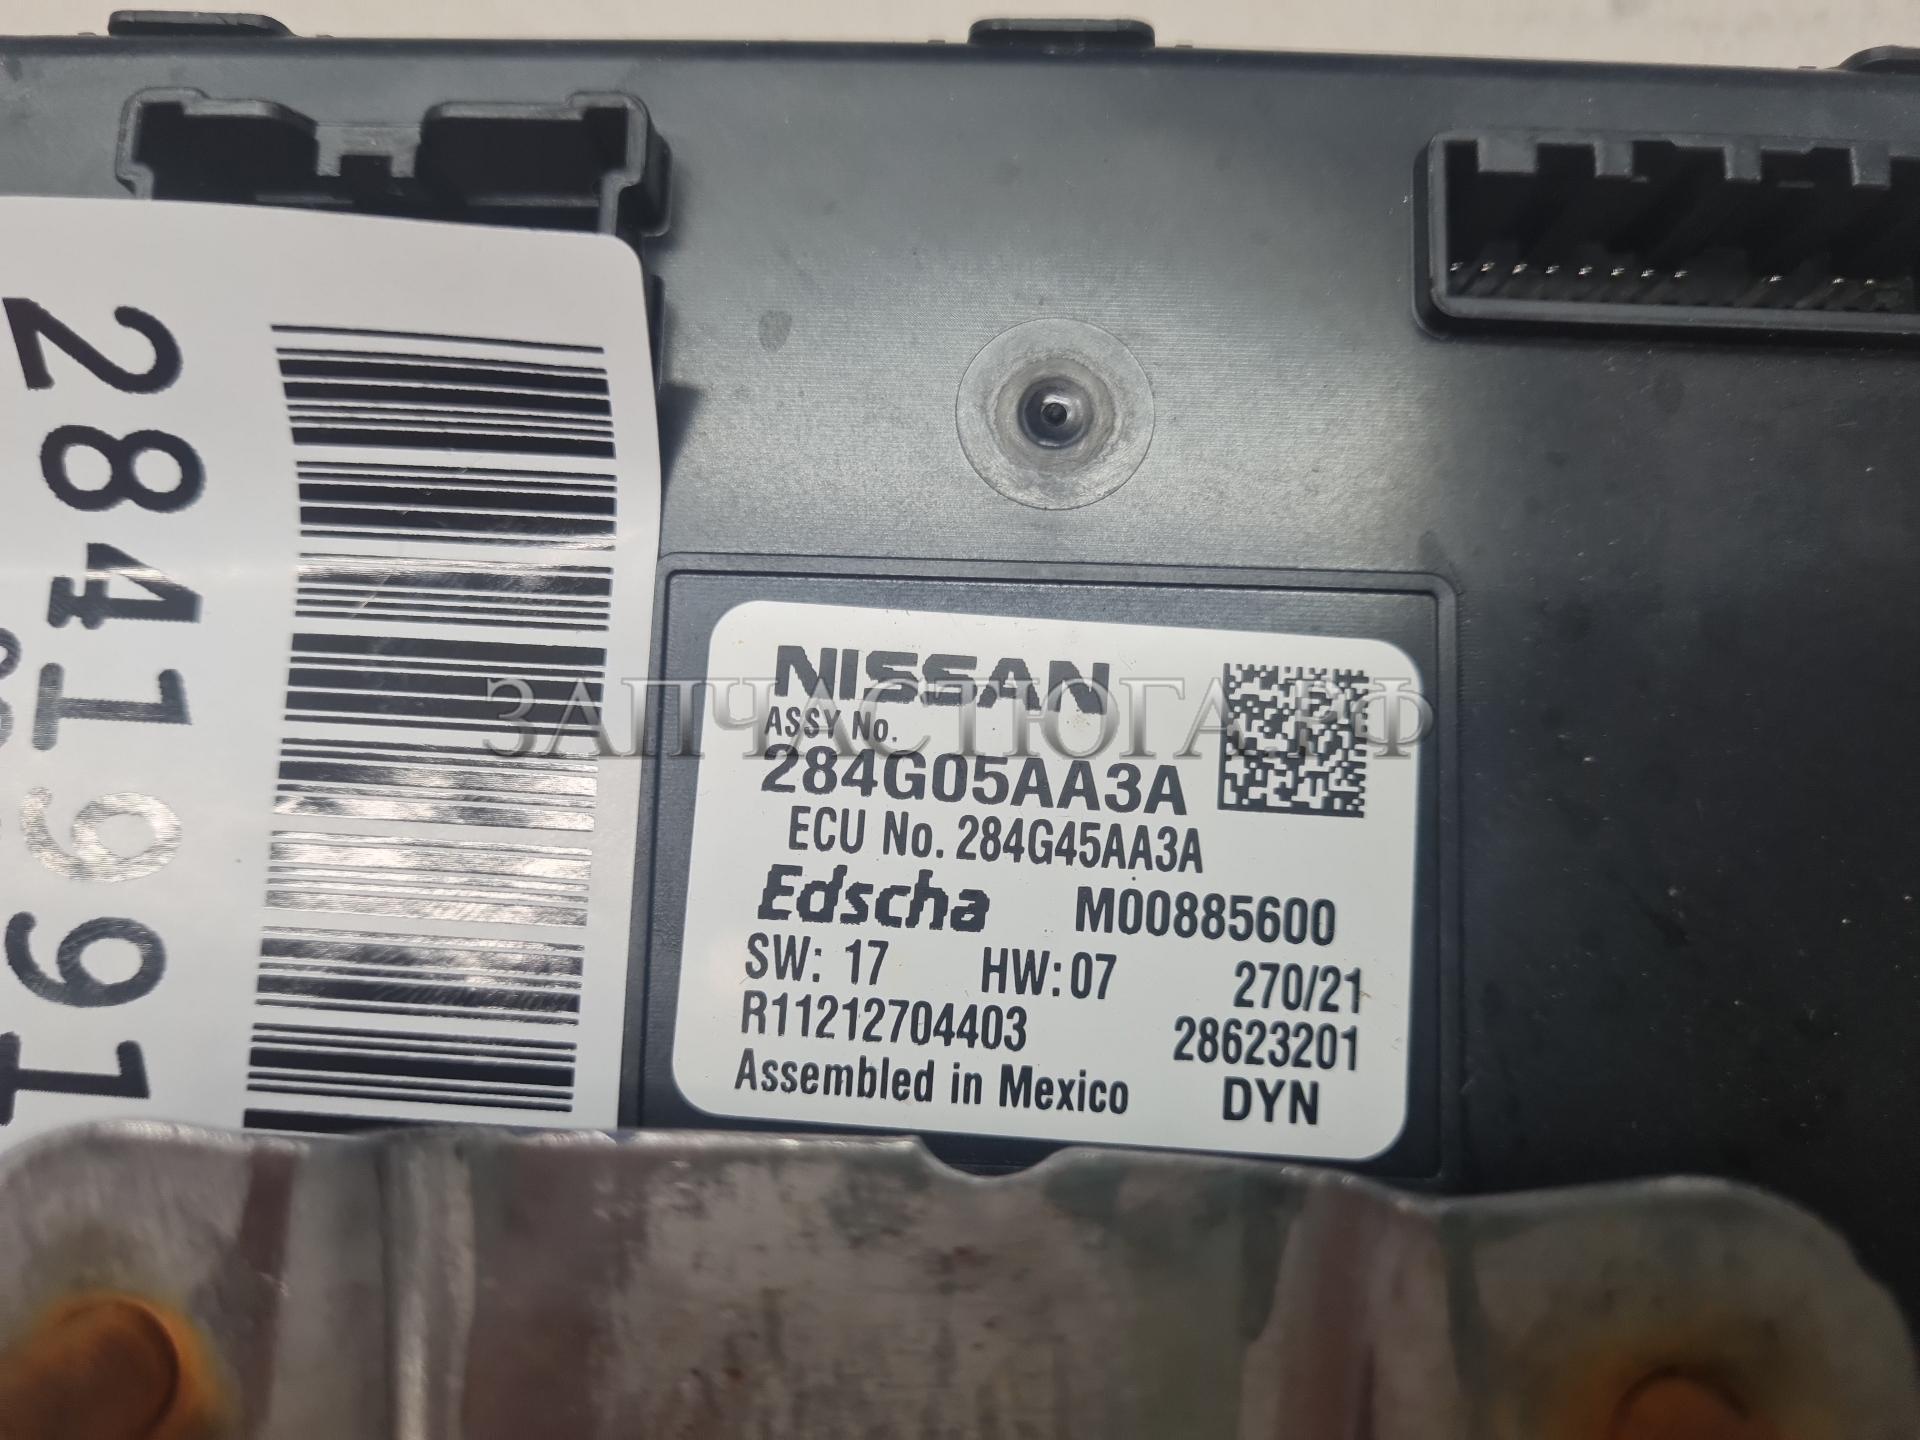 2841991
NISSAN
ЗАПЧАСТЮГА.РФ
ASSY No.
284G05AA3A
ECU No. 284G45AA3A
Edscha M00885600
SW: 17 HW: 07 270/21
R11212704403 28623201
Assembled in Mexico DYN